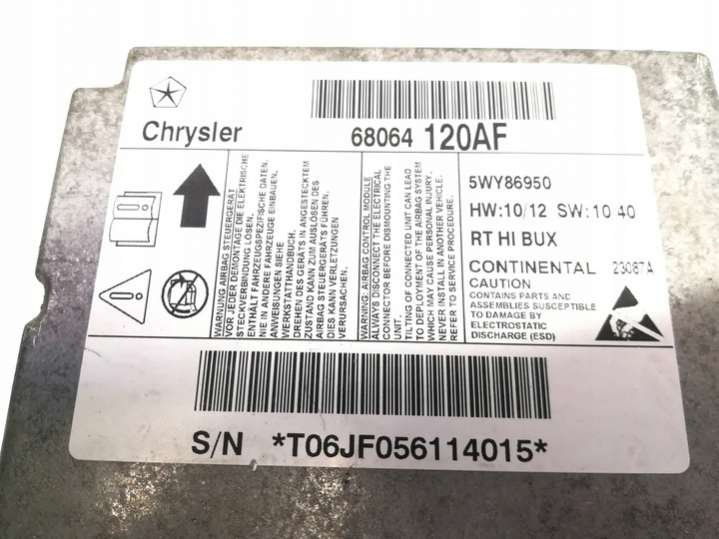 Chrysler
68064 120AF
WARNUNG AIRBAG STEUERGERÄT
VOR JEDER DEMONTAGE DIE ELEKTRISCHE
STECKVERBINDUNG LÖSEN.
ENTHÄLT FAHRZEUGSPEZIFISCHE DATEN.
NIE IN ANDERE FAHRZEUGE EINBAUEN.
ANWEISUNGEN SIEHE
WERKSTATTHANDBUCH.
DREHEN DES GERÄTS IN ANGESTECKTEM
ZUSTAND KANN ZUM AUSLÖSEN DES
AIRBAG STEUERGERÄTS FÜHREN.
DIES KANN VERLETZUNGEN
VERURSACHEN.
WARNING: AIRBAG CONTROL MODULE
ALWAYS DISCONNECT THE ELECTRICAL
CONNECTOR BEFORE DISMOUNTING THE
UNIT.
TILTING OF CONNECTED UNIT CAN LEAD
TO DEPLOYMENT OF THE AIRBAG SYSTEM
WHICH MAY CAUSE PERSONAL INJURY.
NEVER INSTALL IN ANOTHER VEHICLE.
REFER TO SERVICE PROCEDURE.
5WY86950
HW:10/12 SW:10 40
RT HI BUX
CONTINENTAL 23087A
CAUTION
CONTAINS PARTS AND
ASSEMBLIES SUSCEPTIBLE
TO DAMAGE BY
ELECTROSTATIC
DISCHARGE (ESD)
S/N *T06JF056114015*